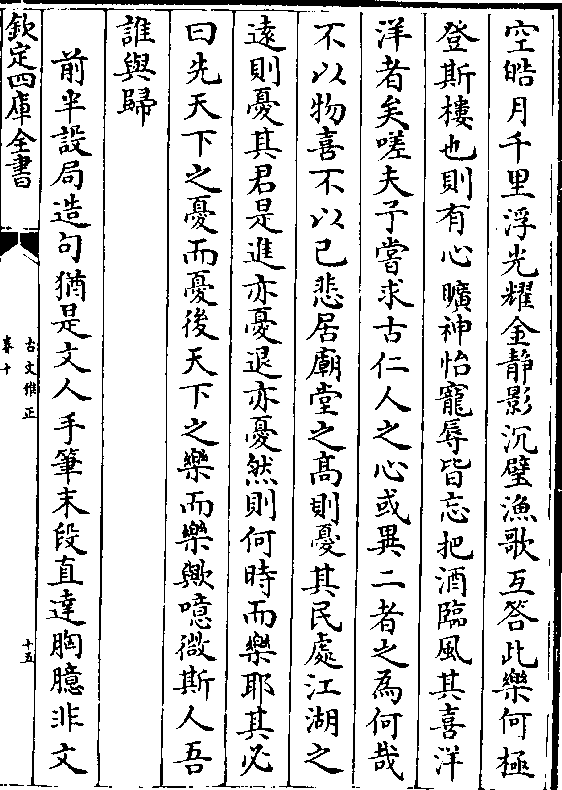 空皓月千里浮光耀金静影沉璧漁歌互答此樂何極
登斯樓也則有心曠神怡寵辱皆忘把酒臨風其喜洋
洋者矣嗟夫予嘗求古仁人之心或異二者之為何哉
不以物喜不以己悲居廟堂之髙則憂其民處江湖之
逺則憂其君是進亦憂退亦憂然則何時而樂耶其必
曰先天下之憂而憂後天下之樂而樂歟噫微斯人吾
誰與歸
前半設局造句猶是文人手筆末段直達胸臆非文
欽定四庫全書
古文雅正
卷十
十五